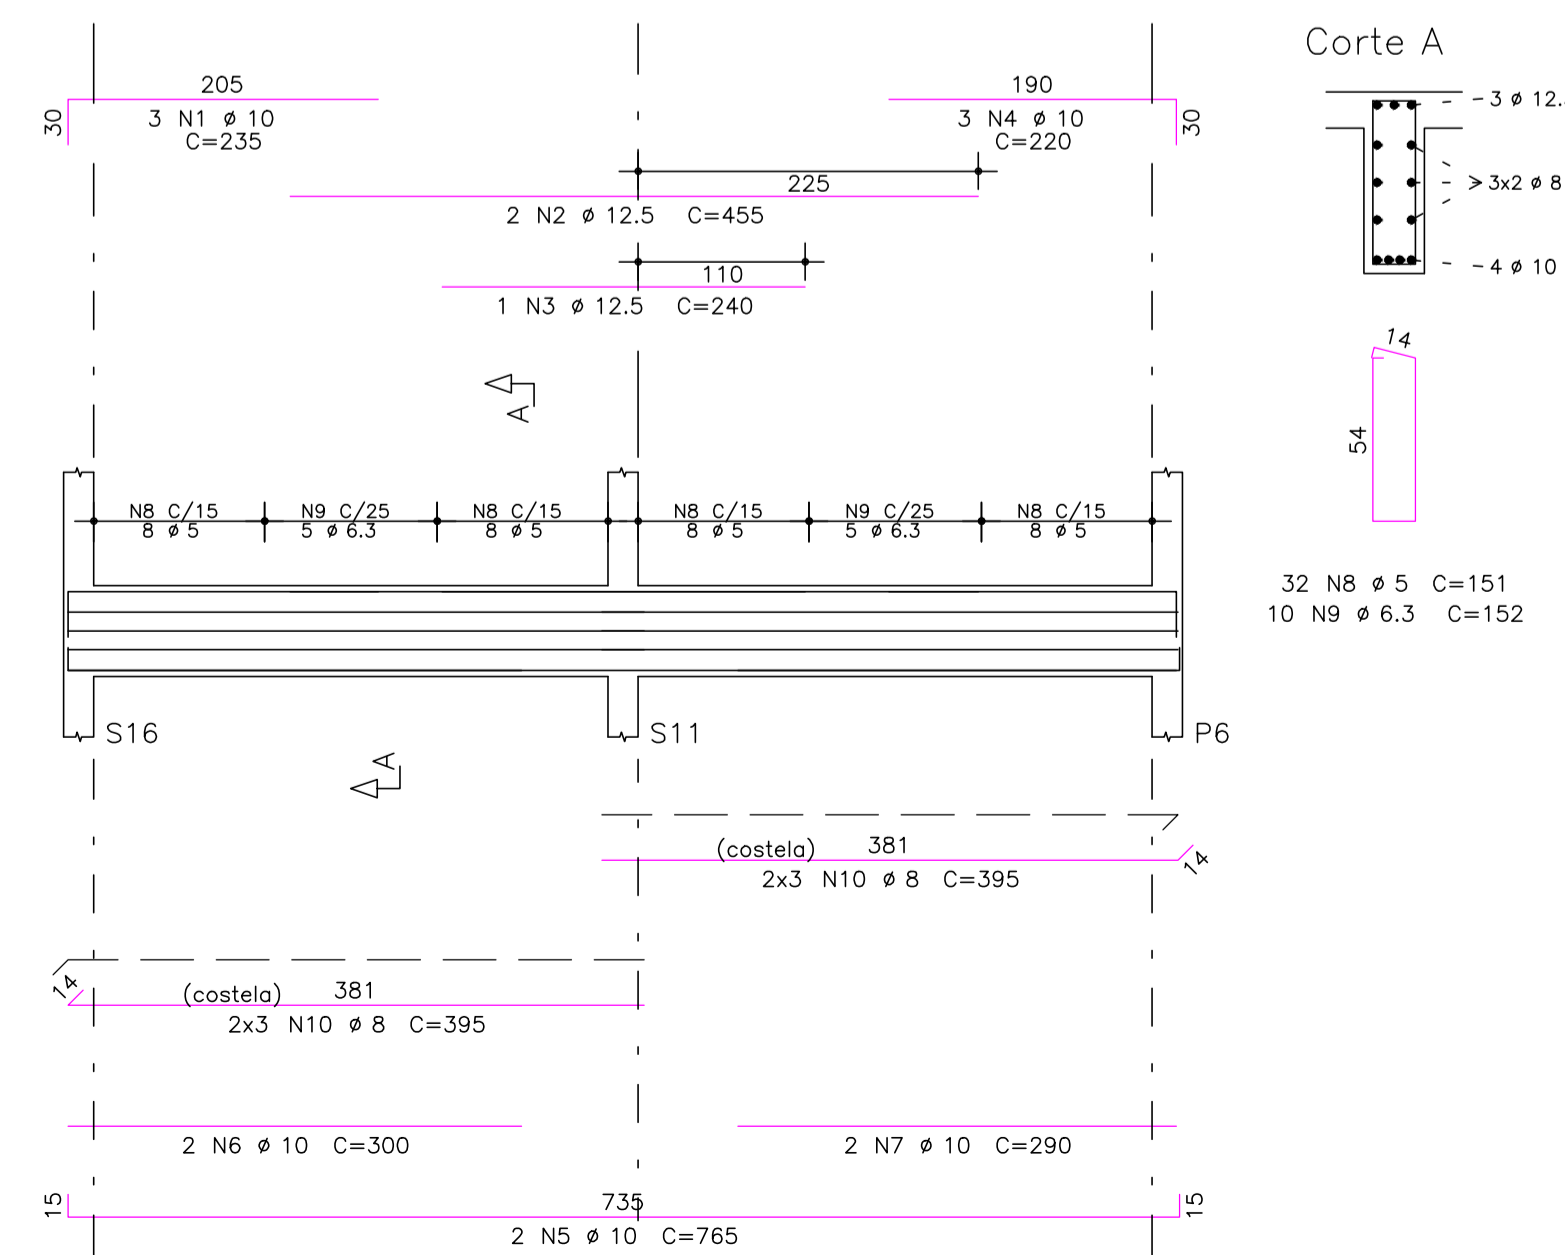 Corte A
205
30
3 N1 ø 10
C=235
190
30
3 N4 ø 10
C=220
225
2 N2 ø 12.5 C=455
110
1 N3 ø 12.5 C=240
3 ø 12.
3x2 ø 8
4 ø 10
14
54
32 N8 ø 5 C=151
10 N9 ø 6.3 C=152
A
N8 C/15
8 ø 5
N9 C/25
5 ø 6.3
N8 C/15
8 ø 5
N8 C/15
8 ø 5
N9 C/25
5 ø 6.3
N8 C/15
8 ø 5
S16
S11
P6
A
(costela) 381
14
2x3 N10 ø 8 C=395
14
(costela) 381
2x3 N10 ø 8 C=395
2 N6 ø 10 C=300
2 N7 ø 10 C=290
15
735
15
2 N5 ø 10 C=765